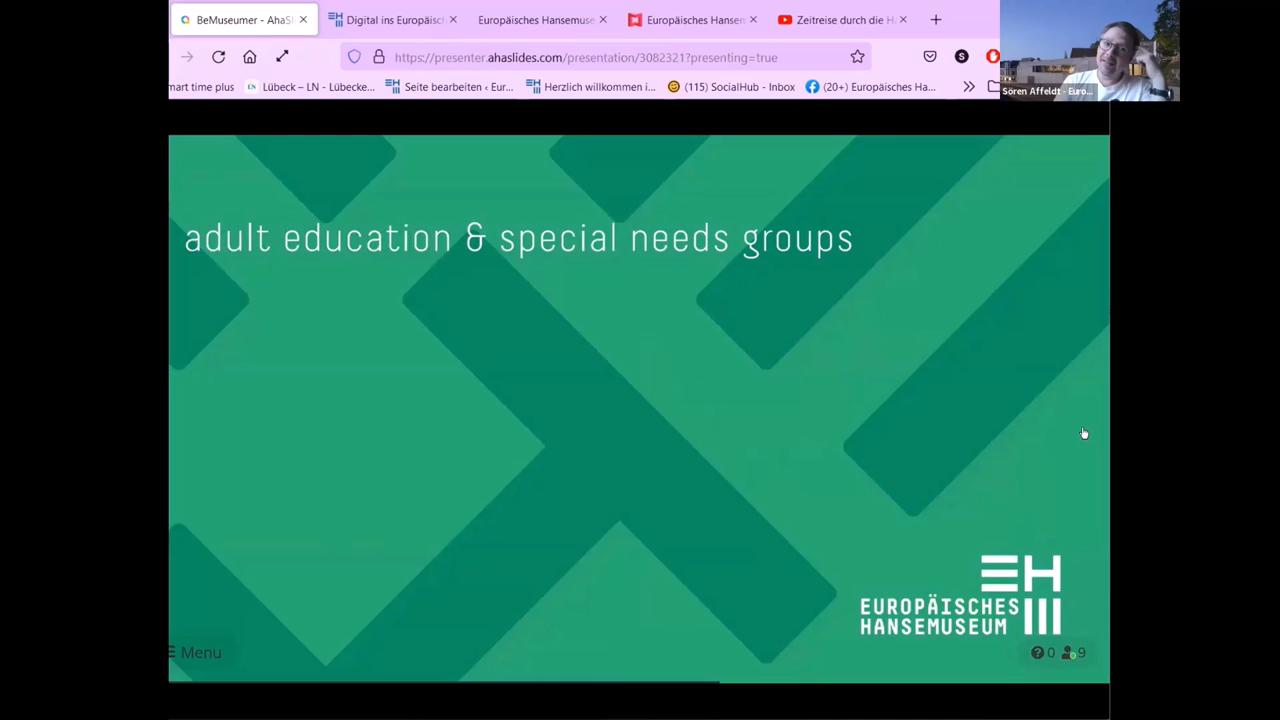 BeMuseumer - AhaSl
Digital ins Europäisch
Europäisches Hansemuse
Europäisches Hansem
Zeitreise durch die H
https://presenter.ahaslides.com/presentation/3082321?presenting=true
mart time plus
LN
Lübeck – LN - Lübecke...
Seite bearbeiten ‹ Eur...
Herzlich willkommen i...
(115) SocialHub - Inbox
(20+) Europäisches Ha...
Sören Affeldt - Euro...
adult education & special needs groups
EUROPÄISCHES
HANSEMUSEUM
Menu
0
9